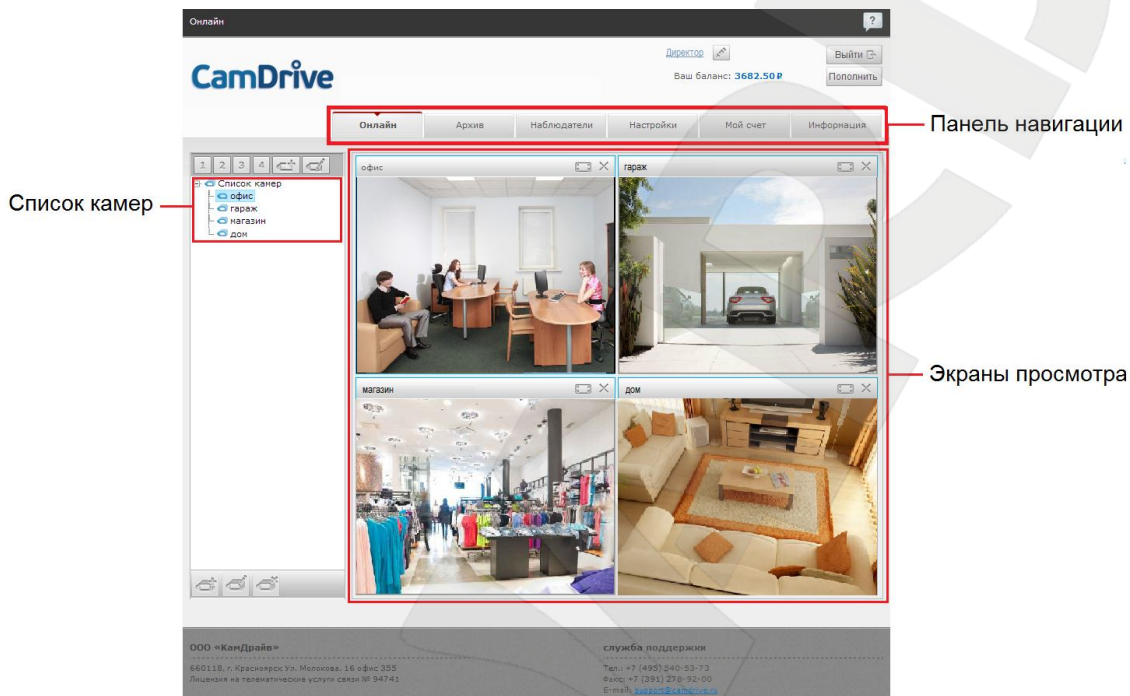 Онлайн
?
CamDrive
Директор
Выйти
Ваш баланс: 3682.50 ₽
Пополнить
Онлайн
Архив
Наблюдатели
Настройки
Мой счет
Информация
Панель навигации
1 2 3 4
Список камер
Список камер
офис
гараж
магазин
дом
офис
гараж
Экраны просмотра
магазин
дом
ООО «КамДрайв»
660118, г. Красноярск Ул. Молокова, 16 офис 355
Лицензия на телематические услуги связи № 94741
служба поддержки
Тел.: +7 (495) 540-53-73
Факс: +7 (391) 278-92-00
E-mail: support@camdrive.ru